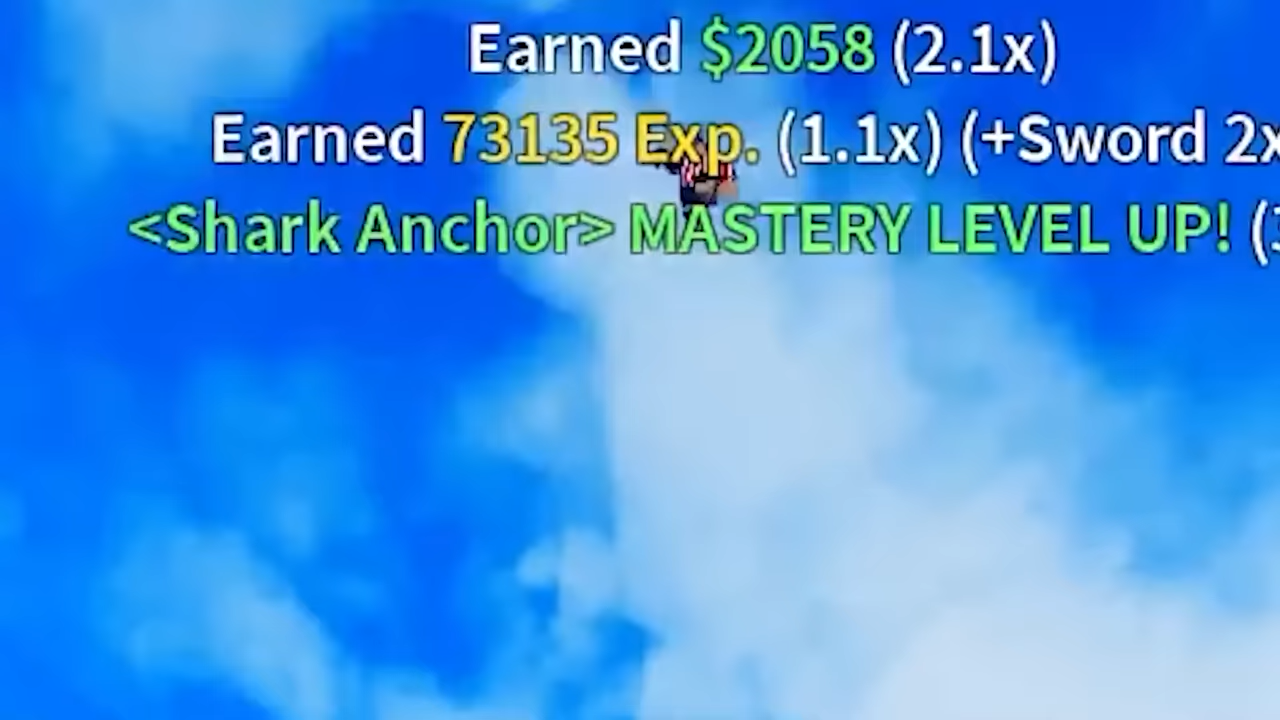 Earned $2058 (2.1x)
Earned 73135 Exp. (1.1x) (+Sword 2x
<Shark Anchor> MASTERY LEVEL UP! (